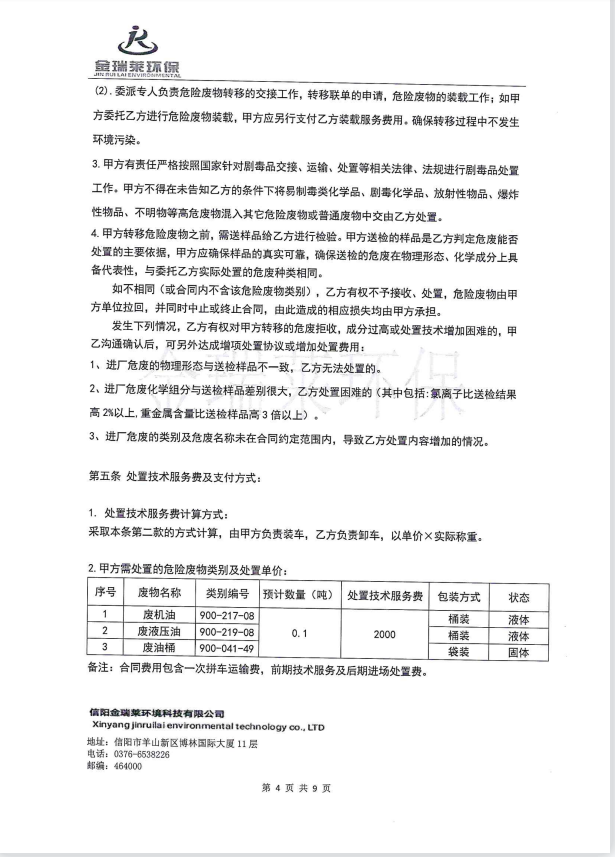 金瑞莱环保
JIN RUI LAI ENVIRONMENTAL
(2).委派专人负责危险废物转移的交接工作，转移联单的申请，危险废物的装载工作；如甲
方委托乙方进行危险废物装载，甲方应另行支付乙方装载服务费用。确保转移过程中不发生
环境污染。
3.甲方有责任严格按照国家针对剧毒品交接、运输、处置等相关法律、法规进行剧毒品处置
工作。甲方不得在未告知乙方的条件下将易制毒类化学品、剧毒化学品、放射性物品、爆炸
性物品、不明物等高危废物混入其它危险废物或普通废物中交由乙方处置。
4.甲方转移危险废物之前，需送样品给乙方进行检验。甲方送检的样品是乙方判定危废能否
处置的主要依据，甲方应确保样品的真实可靠，确保送检的危废在物理形态、化学成分上具
备代表性，与委托乙方实际处置的危废种类相同。
如不相同（或合同内不含该危险废物类别），乙方有权不予接收、处置，危险废物由甲
方单位拉回，并同时中止或终止合同，由此造成的相应损失均由甲方承担。
发生下列情况，乙方有权对甲方转移的危废拒收，成分过高或处置技术增加困难的，甲
乙沟通确认后，可另外达成增项处置协议或增加处置费用：
1、进厂危废的物理形态与送检样品不一致，乙方无法处置的。
金瑞莱环保
2、进厂危废化学组分与送检样品差别很大，乙方处置困难的（其中包括:氯离子比送检结果
高 2%以上,重金属含量比送检样品高 3 倍以上）。
3、进厂危废的类别及危废名称未在合同约定范围内，导致乙方处置内容增加的情况。
第五条 处置技术服务费及支付方式：
1. 处置技术服务费计算方式：
采取本条第二款的方式计算，由甲方负责装车，乙方负责卸车，以单价×实际称重。
2.甲方需处置的危险废物类别及处置单价：
序号 废物名称 类别编号 预计数量（吨） 处置技术服务费 包装方式 状态
1 废机油 900-217-08 桶装 液体
2 废液压油 900-219-08 0.1 2000 桶装 液体
3 废油桶 900-041-49 袋装 固体
备注：合同费用包含一次拼车运输费，前期技术服务及后期进场处置费。
信阳金瑞莱环境科技有限公司
Xinyang jinruilai environmental technology co., LTD
地址：信阳市羊山新区博林国际大厦 11 层
电话：0376-6538226
邮编：464000
第 4 页 共 9 页